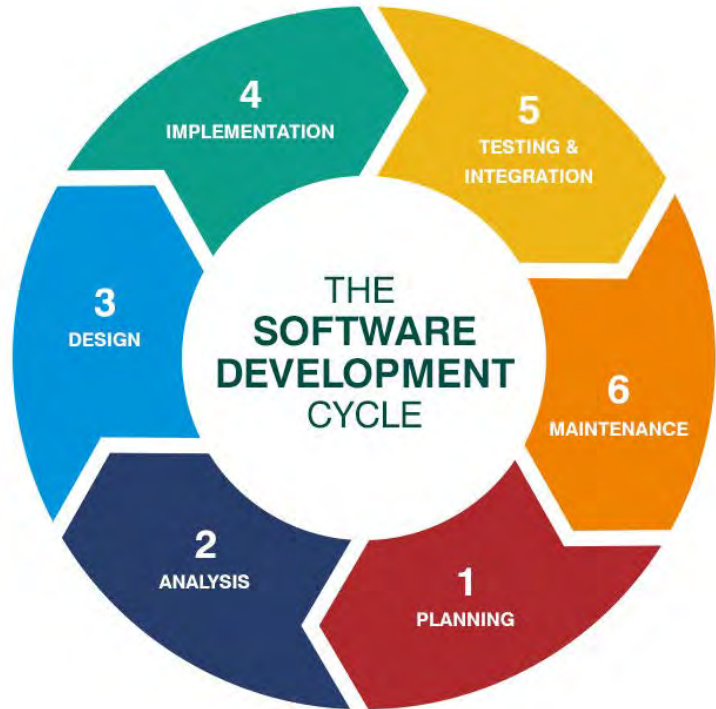 THE
SOFTWARE
DEVELOPMENT
CYCLE
1
PLANNING
2
ANALYSIS
3
DESIGN
4
IMPLEMENTATION
5
TESTING &
INTEGRATION
6
MAINTENANCE